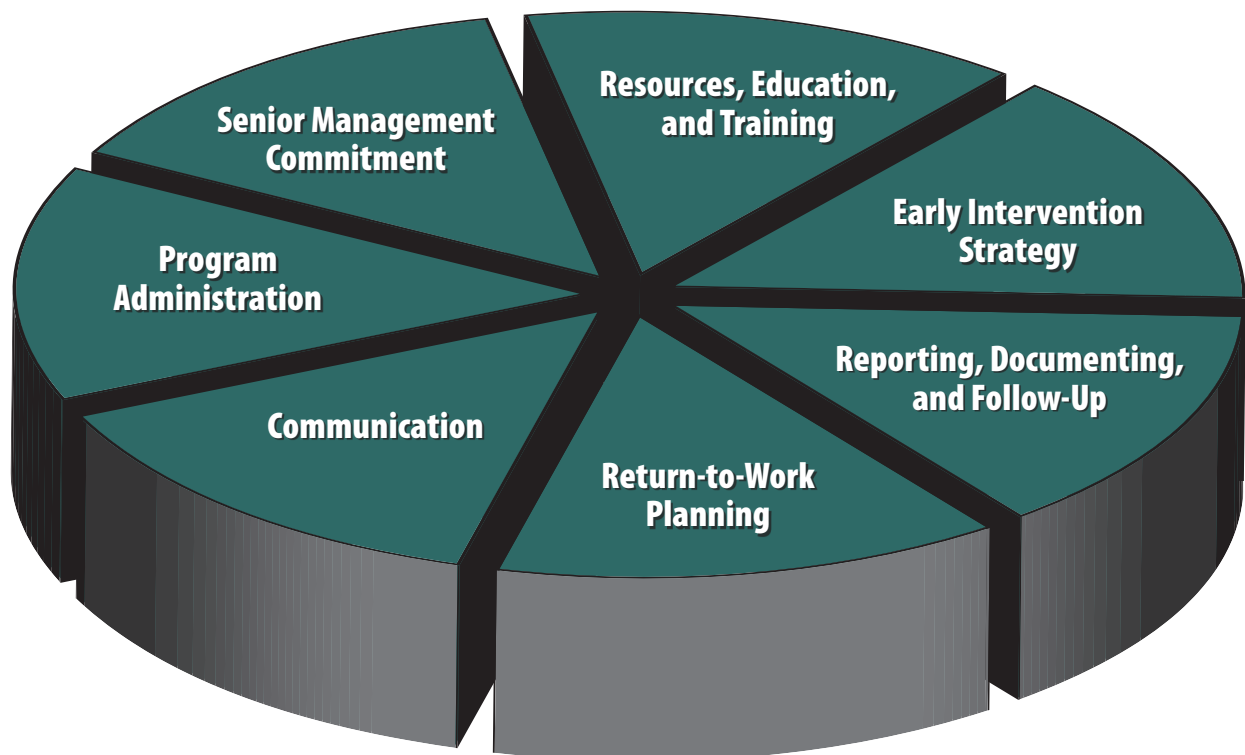 Resources, Education,
and Training
Early Intervention
Strategy
Reporting, Documenting,
and Follow-Up
Return-to-Work
Planning
Communication
Program
Administration
Senior Management
Commitment